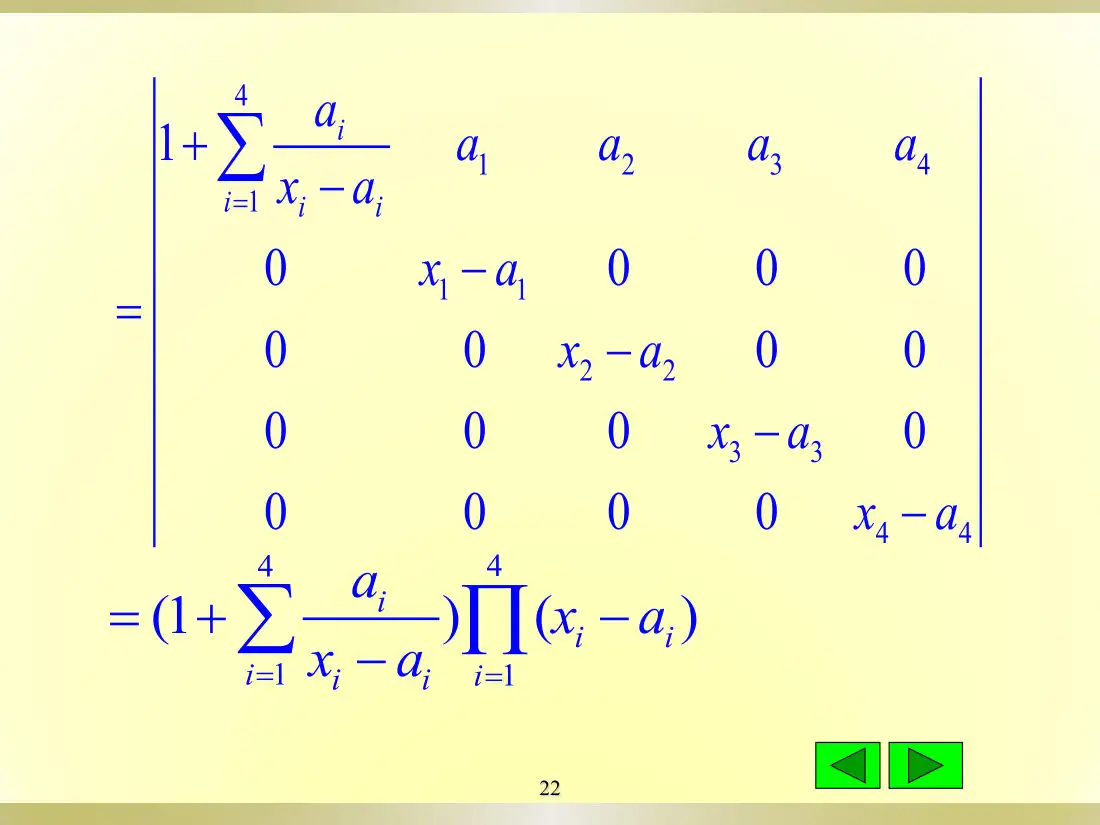 = | 1+∑_{i=1}^{4} a_i/(x_i − a_i) a_1 a_2 a_3 a_4 |
0 x_1 − a_1 0 0 0
0 0 x_2 − a_2 0 0
0 0 0 x_3 − a_3 0
0 0 0 0 x_4 − a_4
= (1+∑_{i=1}^{4} a_i/(x_i − a_i))∏_{i=1}^{4}(x_i − a_i)
22